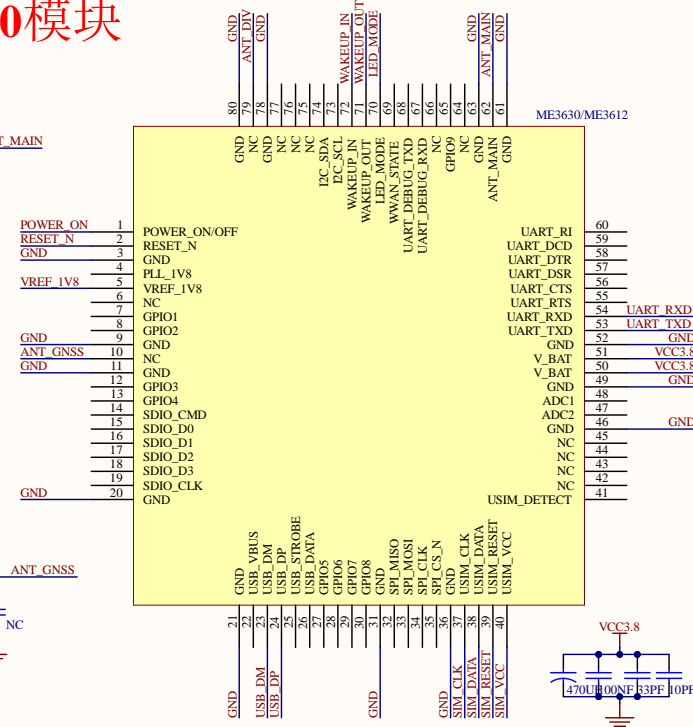 0模块
GND
ANT_DIV
GND
WAKEUP_IN
WAKEUP_OUT
LED_MODE
GND
ANT_MAIN
GND
80
79
78
77
76
75
74
73
72
71
70
69
68
67
66
65
64
63
62
61
ME3630/ME3612
GND
NC
GND
NC
NC
NC
I2C_SDA
I2C_SCL
WAKEUP_IN
WAKEUP_OUT
LED_MODE
WWAN_STATE
UART_DEBUG_TXD
UART_DEBUG_RXD
NC
GPIO9
NC
GND
ANT_MAIN
GND
T_MAIN
POWER_ON 1 POWER_ON/OFF
RESET_N 2 RESET_N
GND 3 GND
4 PLL_1V8
VREF_1V8 5 VREF_1V8
6 NC
7 GPIO1
8 GPIO2
GND 9 GND
ANT_GNSS 10 NC
GND 11 GND
12 GPIO3
13 GPIO4
14 SDIO_CMD
15 SDIO_D0
16 SDIO_D1
17 SDIO_D2
18 SDIO_D3
19 SDIO_CLK
GND 20 GND
UART_RI 60
UART_DCD 59
UART_DTR 58
UART_DSR 57
UART_CTS 56
UART_RTS 55
UART_RXD 54 UART_RXD
UART_TXD 53 UART_TXD
GND 52 GND
V_BAT 51 VCC3.8
V_BAT 50 VCC3.8
GND 49 GND
ADC1 48
ADC2 47
GND 46 GND
NC 45
NC 44
NC 43
NC 42
USIM_DETECT 41
GND
USB_VBUS
USB_DM
USB_DP
USB_STROBE
USB_DATA
GPIO5
GPIO6
GPIO7
GPIO8
GND
SPI_MISO
SPI_MOSI
SPI_CLK
SPI_CS_N
GND
USIM_CLK
USIM_DATA
USIM_RESET
USIM_VCC
21
22
23
24
25
26
27
28
29
30
31
32
33
34
35
36
37
38
39
40
GND
USB_DM
USB_DP
GND
GND
SIM_CLK
SIM_DATA
SIM_RESET
SIM_VCC
ANT_GNSS
NC
VCC3.8
470UF
100NF
33PF
10PF